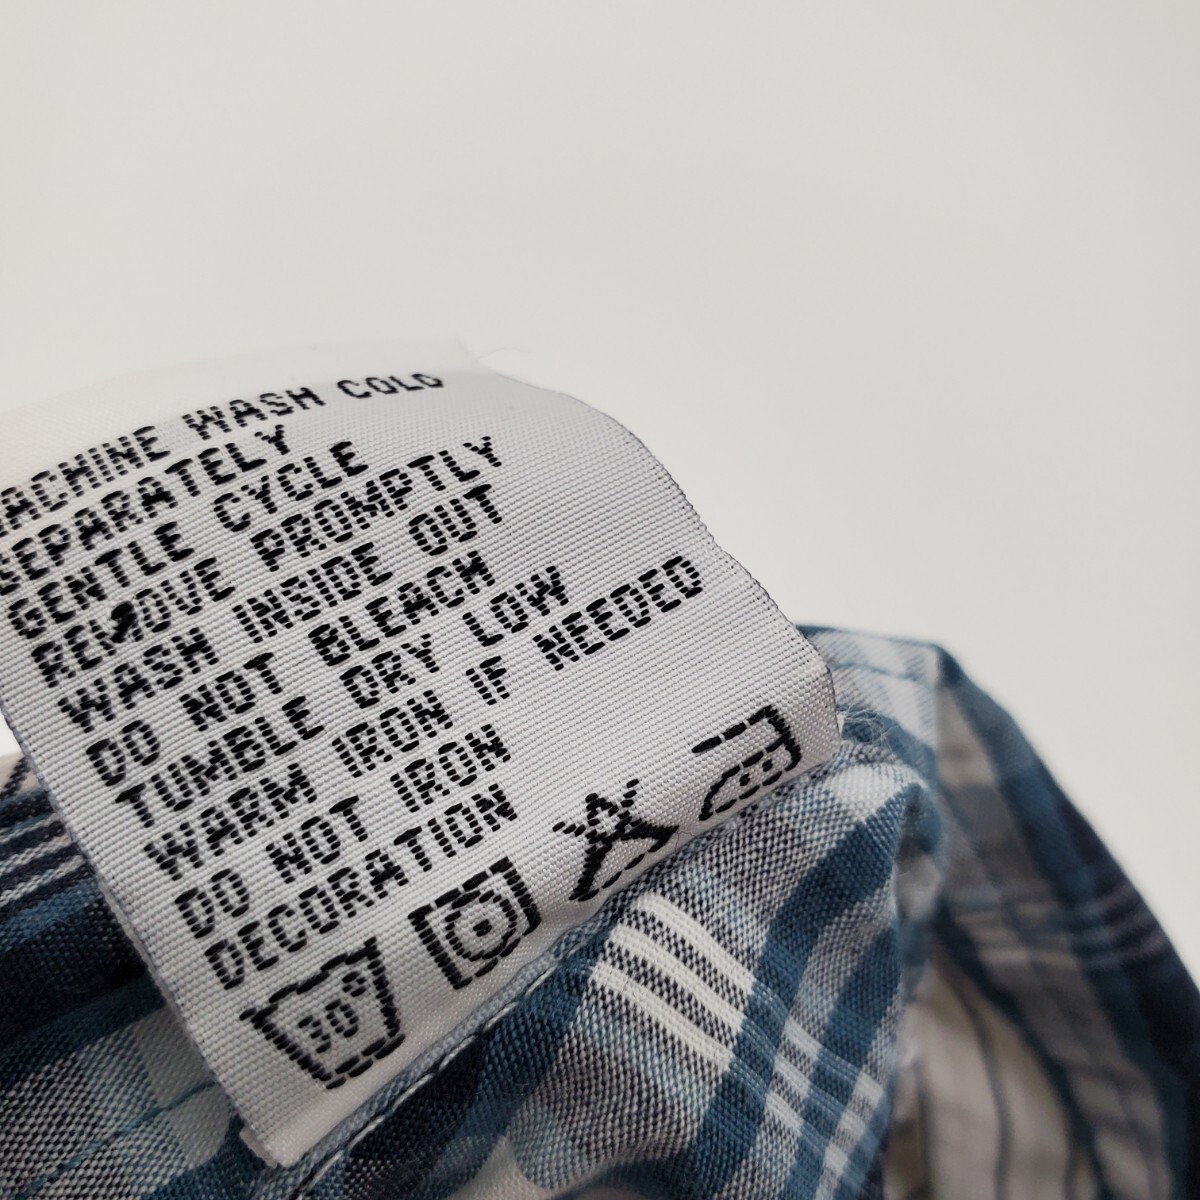 MACHINE WASH COLD
SEPARATELY
GENTLE CYCLE
REMOVE PROMPTLY
WASH INSIDE OUT
DO NOT BLEACH
TUMBLE DRY LOW
WARM IRON IF NEEDED
DO NOT IRON
DECORATION
30°